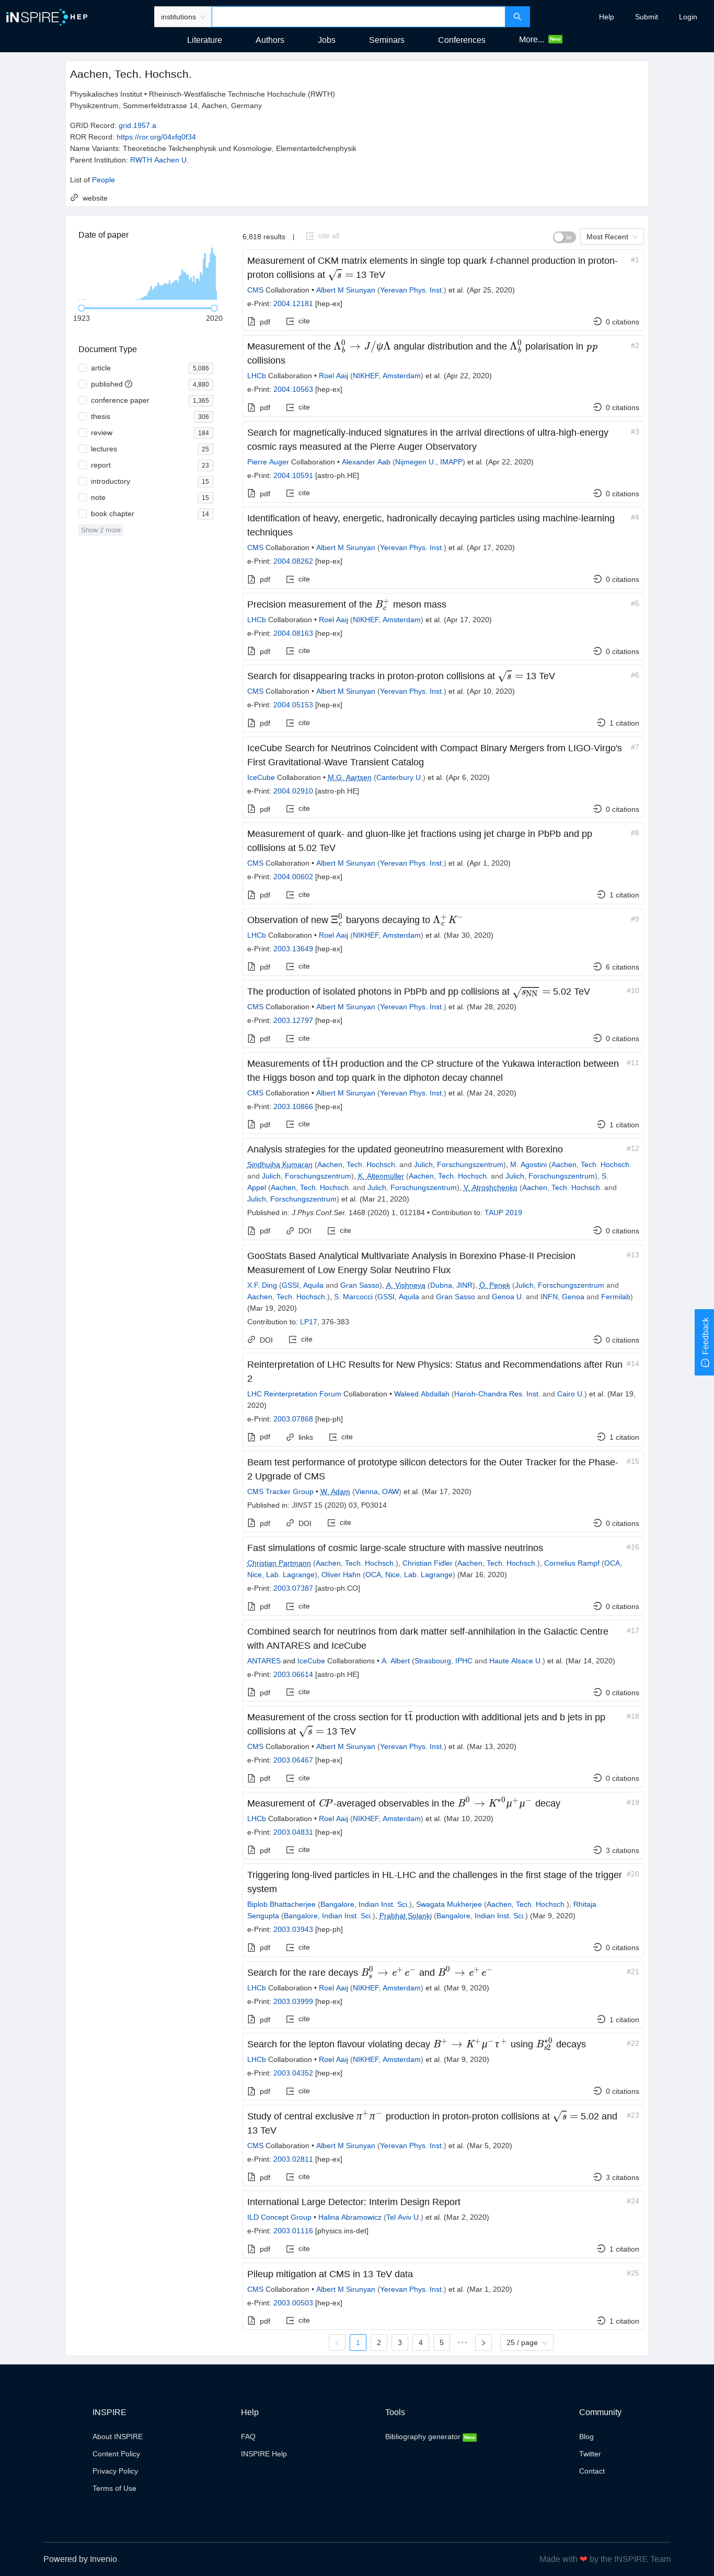 iNSPIRE HEP
institutions
Help Submit Login
Literature Authors Jobs Seminars Conferences More... New
Aachen, Tech. Hochsch.
Physikalisches Institut • Rheinisch-Westfälische Technische Hochschule (RWTH)
Physikzentrum, Sommerfeldstrasse 14, Aachen, Germany
GRID Record: grid.1957.a
ROR Record: https://ror.org/04xfq0f34
Name Variants: Theoretische Teilchenphysik und Kosmologie, Elementarteilchenphysik
Parent Institution: RWTH Aachen U.
List of People
website
Date of paper
1923 2020
Document Type
article 5,086
published 4,880
conference paper 1,365
thesis 306
review 184
lectures 25
report 23
introductory 15
note 15
book chapter 14
Show 2 more
6,818 results | cite all
Most Recent
Measurement of CKM matrix elements in single top quark t-channel production in proton- #1
proton collisions at √s = 13 TeV
CMS Collaboration • Albert M Sirunyan (Yerevan Phys. Inst.) et al. (Apr 25, 2020)
e-Print: 2004.12181 [hep-ex]
pdf cite 0 citations
Measurement of the Λ_b^0 → J/ψΛ angular distribution and the Λ_b^0 polarisation in pp #2
collisions
LHCb Collaboration • Roel Aaij (NIKHEF, Amsterdam) et al. (Apr 22, 2020)
e-Print: 2004.10563 [hep-ex]
pdf cite 0 citations
Search for magnetically-induced signatures in the arrival directions of ultra-high-energy #3
cosmic rays measured at the Pierre Auger Observatory
Pierre Auger Collaboration • Alexander Aab (Nijmegen U., IMAPP) et al. (Apr 22, 2020)
e-Print: 2004.10591 [astro-ph.HE]
pdf cite 0 citations
Identification of heavy, energetic, hadronically decaying particles using machine-learning #4
techniques
CMS Collaboration • Albert M Sirunyan (Yerevan Phys. Inst.) et al. (Apr 17, 2020)
e-Print: 2004.08262 [hep-ex]
pdf cite 0 citations
Precision measurement of the B_c^+ meson mass #5
LHCb Collaboration • Roel Aaij (NIKHEF, Amsterdam) et al. (Apr 17, 2020)
e-Print: 2004.08163 [hep-ex]
pdf cite 0 citations
Search for disappearing tracks in proton-proton collisions at √s = 13 TeV #6
CMS Collaboration • Albert M Sirunyan (Yerevan Phys. Inst.) et al. (Apr 10, 2020)
e-Print: 2004.05153 [hep-ex]
pdf cite 1 citation
IceCube Search for Neutrinos Coincident with Compact Binary Mergers from LIGO-Virgo's #7
First Gravitational-Wave Transient Catalog
IceCube Collaboration • M.G. Aartsen (Canterbury U.) et al. (Apr 6, 2020)
e-Print: 2004.02910 [astro-ph.HE]
pdf cite 0 citations
Measurement of quark- and gluon-like jet fractions using jet charge in PbPb and pp #8
collisions at 5.02 TeV
CMS Collaboration • Albert M Sirunyan (Yerevan Phys. Inst.) et al. (Apr 1, 2020)
e-Print: 2004.00602 [hep-ex]
pdf cite 1 citation
Observation of new Ξ_c^0 baryons decaying to Λ_c^+ K^− #9
LHCb Collaboration • Roel Aaij (NIKHEF, Amsterdam) et al. (Mar 30, 2020)
e-Print: 2003.13649 [hep-ex]
pdf cite 6 citations
The production of isolated photons in PbPb and pp collisions at √s_NN = 5.02 TeV #10
CMS Collaboration • Albert M Sirunyan (Yerevan Phys. Inst.) et al. (Mar 28, 2020)
e-Print: 2003.12797 [hep-ex]
pdf cite 0 citations
Measurements of tt̄H production and the CP structure of the Yukawa interaction between #11
the Higgs boson and top quark in the diphoton decay channel
CMS Collaboration • Albert M Sirunyan (Yerevan Phys. Inst.) et al. (Mar 24, 2020)
e-Print: 2003.10866 [hep-ex]
pdf cite 1 citation
Analysis strategies for the updated geoneutrino measurement with Borexino #12
Sindhujha Kumaran (Aachen, Tech. Hochsch. and Julich, Forschungszentrum), M. Agostini (Aachen, Tech. Hochsch.
and Julich, Forschungszentrum), K. Altenmüller (Aachen, Tech. Hochsch. and Julich, Forschungszentrum), S.
Appel (Aachen, Tech. Hochsch. and Julich, Forschungszentrum), V. Atroshchenko (Aachen, Tech. Hochsch. and
Julich, Forschungszentrum) et al. (Mar 21, 2020)
Published in: J.Phys.Conf.Ser. 1468 (2020) 1, 012184 • Contribution to: TAUP 2019
pdf DOI cite 0 citations
GooStats Based Analytical Multivariate Analysis in Borexino Phase-II Precision #13
Measurement of Low Energy Solar Neutrino Flux
X.F. Ding (GSSI, Aquila and Gran Sasso), A. Vishneva (Dubna, JINR), Ö. Penek (Julich, Forschungszentrum and
Aachen, Tech. Hochsch.), S. Marcocci (GSSI, Aquila and Gran Sasso and Genoa U. and INFN, Genoa and Fermilab)
(Mar 19, 2020)
Contribution to: LP17, 376-383
DOI cite 0 citations
Reinterpretation of LHC Results for New Physics: Status and Recommendations after Run #14
2
LHC Reinterpretation Forum Collaboration • Waleed Abdallah (Harish-Chandra Res. Inst. and Cairo U.) et al. (Mar 19,
2020)
e-Print: 2003.07868 [hep-ph]
pdf links cite 1 citation
Beam test performance of prototype silicon detectors for the Outer Tracker for the Phase- #15
2 Upgrade of CMS
CMS Tracker Group • W. Adam (Vienna, OAW) et al. (Mar 17, 2020)
Published in: JINST 15 (2020) 03, P03014
pdf DOI cite 0 citations
Fast simulations of cosmic large-scale structure with massive neutrinos #16
Christian Partmann (Aachen, Tech. Hochsch.), Christian Fidler (Aachen, Tech. Hochsch.), Cornelius Rampf (OCA,
Nice, Lab. Lagrange), Oliver Hahn (OCA, Nice, Lab. Lagrange) (Mar 16, 2020)
e-Print: 2003.07387 [astro-ph.CO]
pdf cite 0 citations
Combined search for neutrinos from dark matter self-annihilation in the Galactic Centre #17
with ANTARES and IceCube
ANTARES and IceCube Collaborations • A. Albert (Strasbourg, IPHC and Haute Alsace U.) et al. (Mar 14, 2020)
e-Print: 2003.06614 [astro-ph.HE]
pdf cite 0 citations
Measurement of the cross section for tt̄ production with additional jets and b jets in pp #18
collisions at √s = 13 TeV
CMS Collaboration • Albert M Sirunyan (Yerevan Phys. Inst.) et al. (Mar 13, 2020)
e-Print: 2003.06467 [hep-ex]
pdf cite 0 citations
Measurement of CP-averaged observables in the B^0 → K^*0 μ^+ μ^− decay #19
LHCb Collaboration • Roel Aaij (NIKHEF, Amsterdam) et al. (Mar 10, 2020)
e-Print: 2003.04831 [hep-ex]
pdf cite 3 citations
Triggering long-lived particles in HL-LHC and the challenges in the first stage of the trigger #20
system
Biplob Bhattacherjee (Bangalore, Indian Inst. Sci.), Swagata Mukherjee (Aachen, Tech. Hochsch.), Rhitaja
Sengupta (Bangalore, Indian Inst. Sci.), Prabhat Solanki (Bangalore, Indian Inst. Sci.) (Mar 9, 2020)
e-Print: 2003.03943 [hep-ph]
pdf cite 0 citations
Search for the rare decays B_s^0 → e^+ e^− and B^0 → e^+ e^− #21
LHCb Collaboration • Roel Aaij (NIKHEF, Amsterdam) et al. (Mar 9, 2020)
e-Print: 2003.03999 [hep-ex]
pdf cite 1 citation
Search for the lepton flavour violating decay B^+ → K^+ μ^− τ^+ using B_s2^*0 decays #22
LHCb Collaboration • Roel Aaij (NIKHEF, Amsterdam) et al. (Mar 9, 2020)
e-Print: 2003.04352 [hep-ex]
pdf cite 0 citations
Study of central exclusive π^+ π^− production in proton-proton collisions at √s = 5.02 and #23
13 TeV
CMS Collaboration • Albert M Sirunyan (Yerevan Phys. Inst.) et al. (Mar 5, 2020)
e-Print: 2003.02811 [hep-ex]
pdf cite 3 citations
International Large Detector: Interim Design Report #24
ILD Concept Group • Halina Abramowicz (Tel Aviv U.) et al. (Mar 2, 2020)
e-Print: 2003.01116 [physics.ins-det]
pdf cite 1 citation
Pileup mitigation at CMS in 13 TeV data #25
CMS Collaboration • Albert M Sirunyan (Yerevan Phys. Inst.) et al. (Mar 1, 2020)
e-Print: 2003.00503 [hep-ex]
pdf cite 1 citation
1 2 3 4 5 ••• 25 / page
Feedback
INSPIRE Help Tools Community
About INSPIRE FAQ Bibliography generator New Blog
Content Policy INSPIRE Help Twitter
Privacy Policy Contact
Terms of Use
Powered by Invenio Made with ❤ by the INSPIRE Team